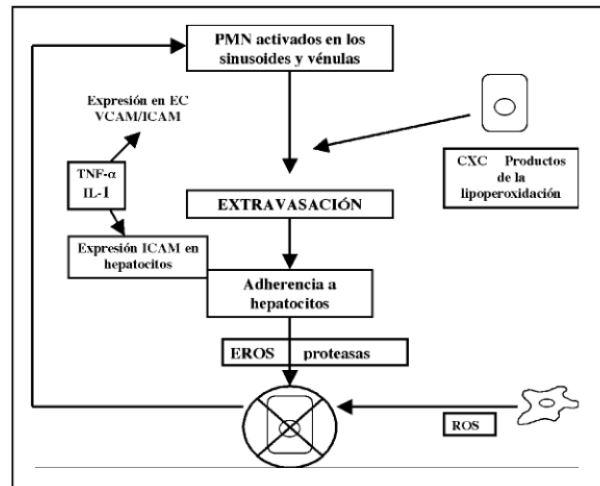 PMN activados en los
sinusoides y vénulas
Expresión en EC
VCAM/ICAM
TNF-α
IL-1
CXC Productos
de la
lipoperoxidación
EXTRAVASACIÓN
Expresión ICAM en
hepatocitos
Adherencia a
hepatocitos
EROS proteasas
ROS